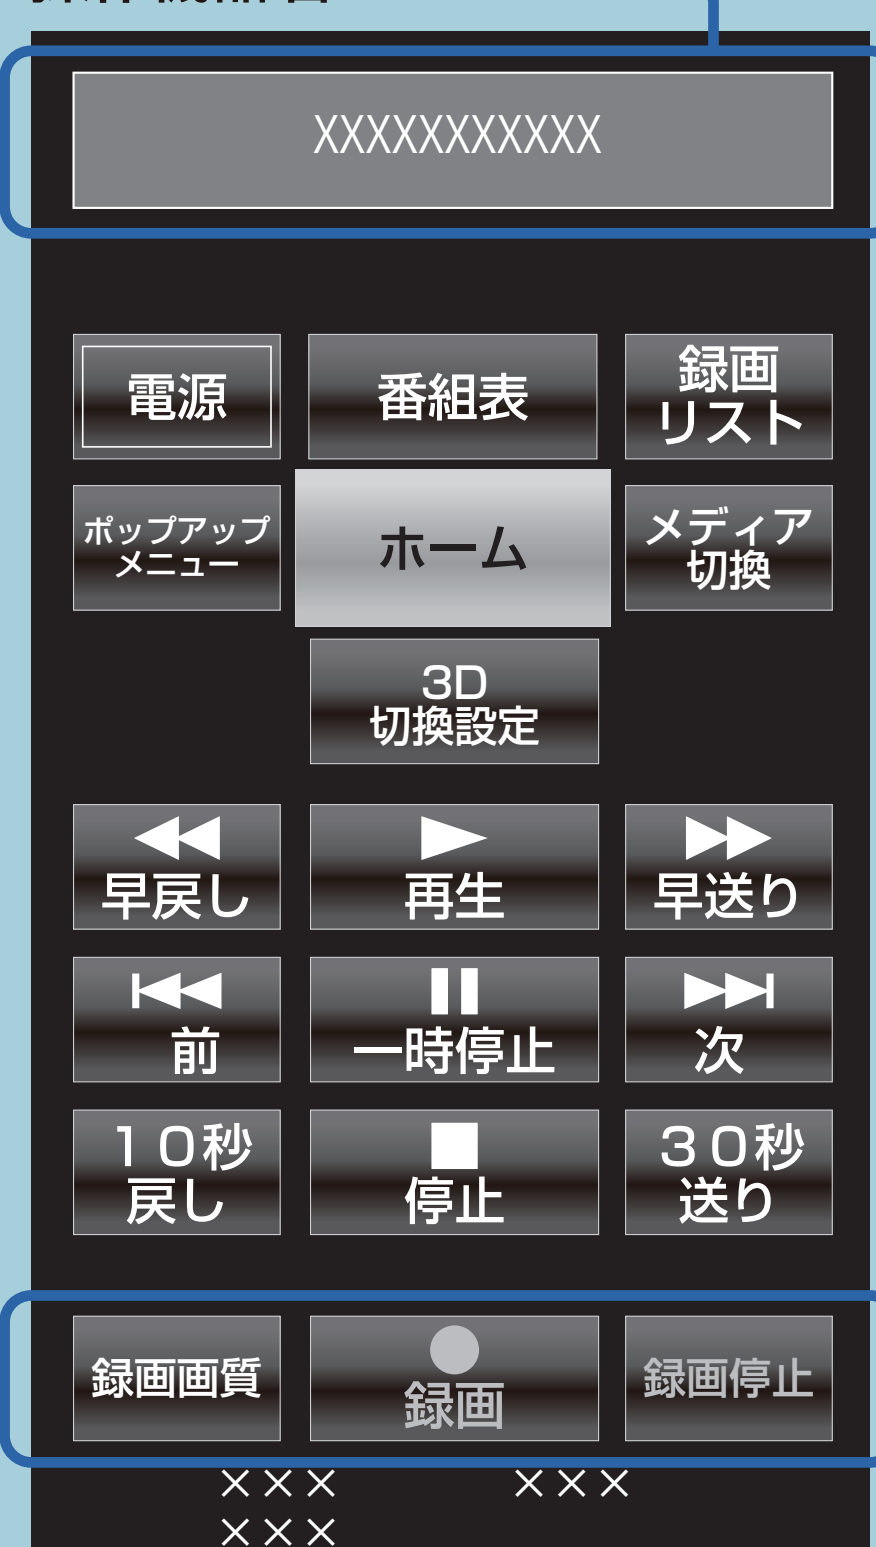 XXXXXXXXXXX
電源
番組表
録画
リスト
ポップアップ
メニュー
ホーム
メディア
切換
3D
切換設定
早戻し
再生
早送り
前
一時停止
次
１０秒
戻し
停止
３０秒
送り
録画画質
録画
録画停止
××× ×××
×××